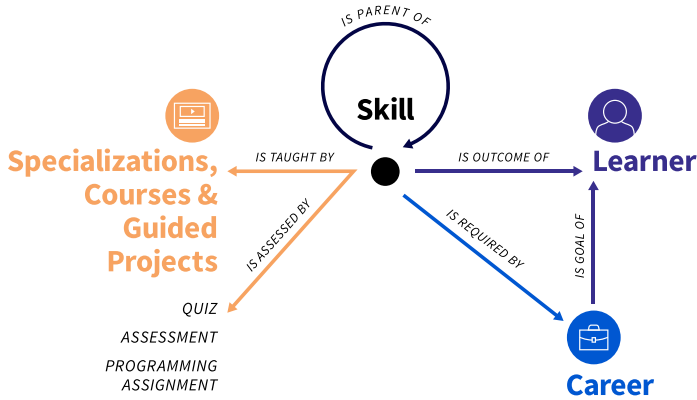 IS PARENT OF
Skill
IS TAUGHT BY
IS OUTCOME OF
Specializations,
Courses &
Guided
Projects
Learner
IS ASSESSED BY
IS REQUIRED BY
IS GOAL OF
QUIZ
ASSESSMENT
PROGRAMMING
ASSIGNMENT
Career